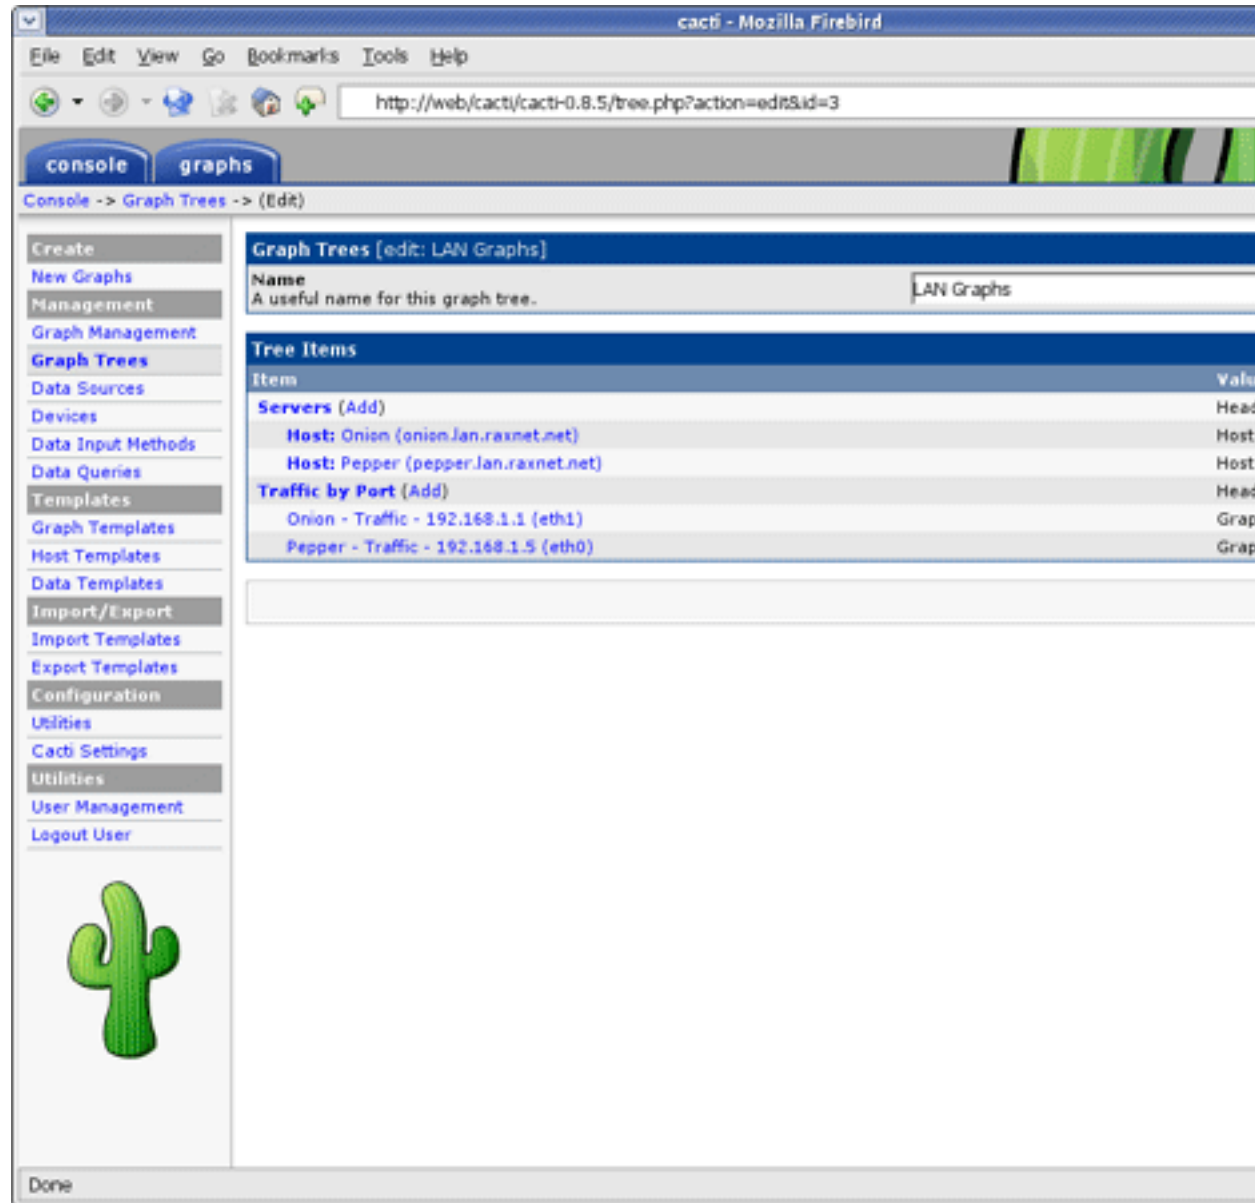 cacti - Mozilla Firebird
File Edit View Go Bookmarks Tools Help
http://web/cacti/cacti-0.8.5/tree.php?action=edit&id=3
console graphs
Console -> Graph Trees -> (Edit)
Create
New Graphs
Management
Graph Management
Graph Trees
Data Sources
Devices
Data Input Methods
Data Queries
Templates
Graph Templates
Host Templates
Data Templates
Import/Export
Import Templates
Export Templates
Configuration
Utilities
Cacti Settings
Utilities
User Management
Logout User
Graph Trees [edit: LAN Graphs]
Name
A useful name for this graph tree.
LAN Graphs
Tree Items
Item Valu
Servers (Add) Head
Host: Onion (onion.lan.raxnet.net) Host
Host: Pepper (pepper.lan.raxnet.net) Host
Traffic by Port (Add) Head
Onion - Traffic - 192.168.1.1 (eth1) Grap
Pepper - Traffic - 192.168.1.5 (eth0) Grap
Done